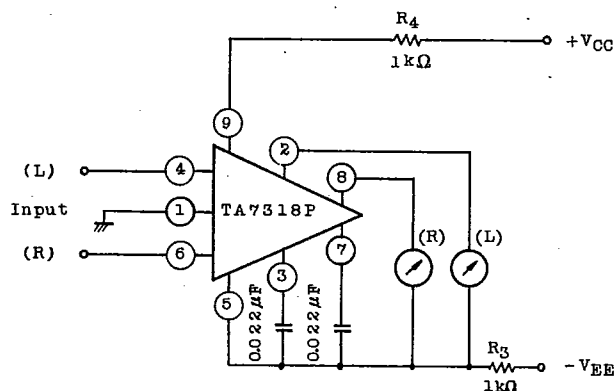 R4
1kΩ
+VCC
9
2
8
(L)
4
Input
1
TA7318P
(R)
(L)
(R)
6
7
3
5
0.022μF
0.022μF
R3
1kΩ
-VEE